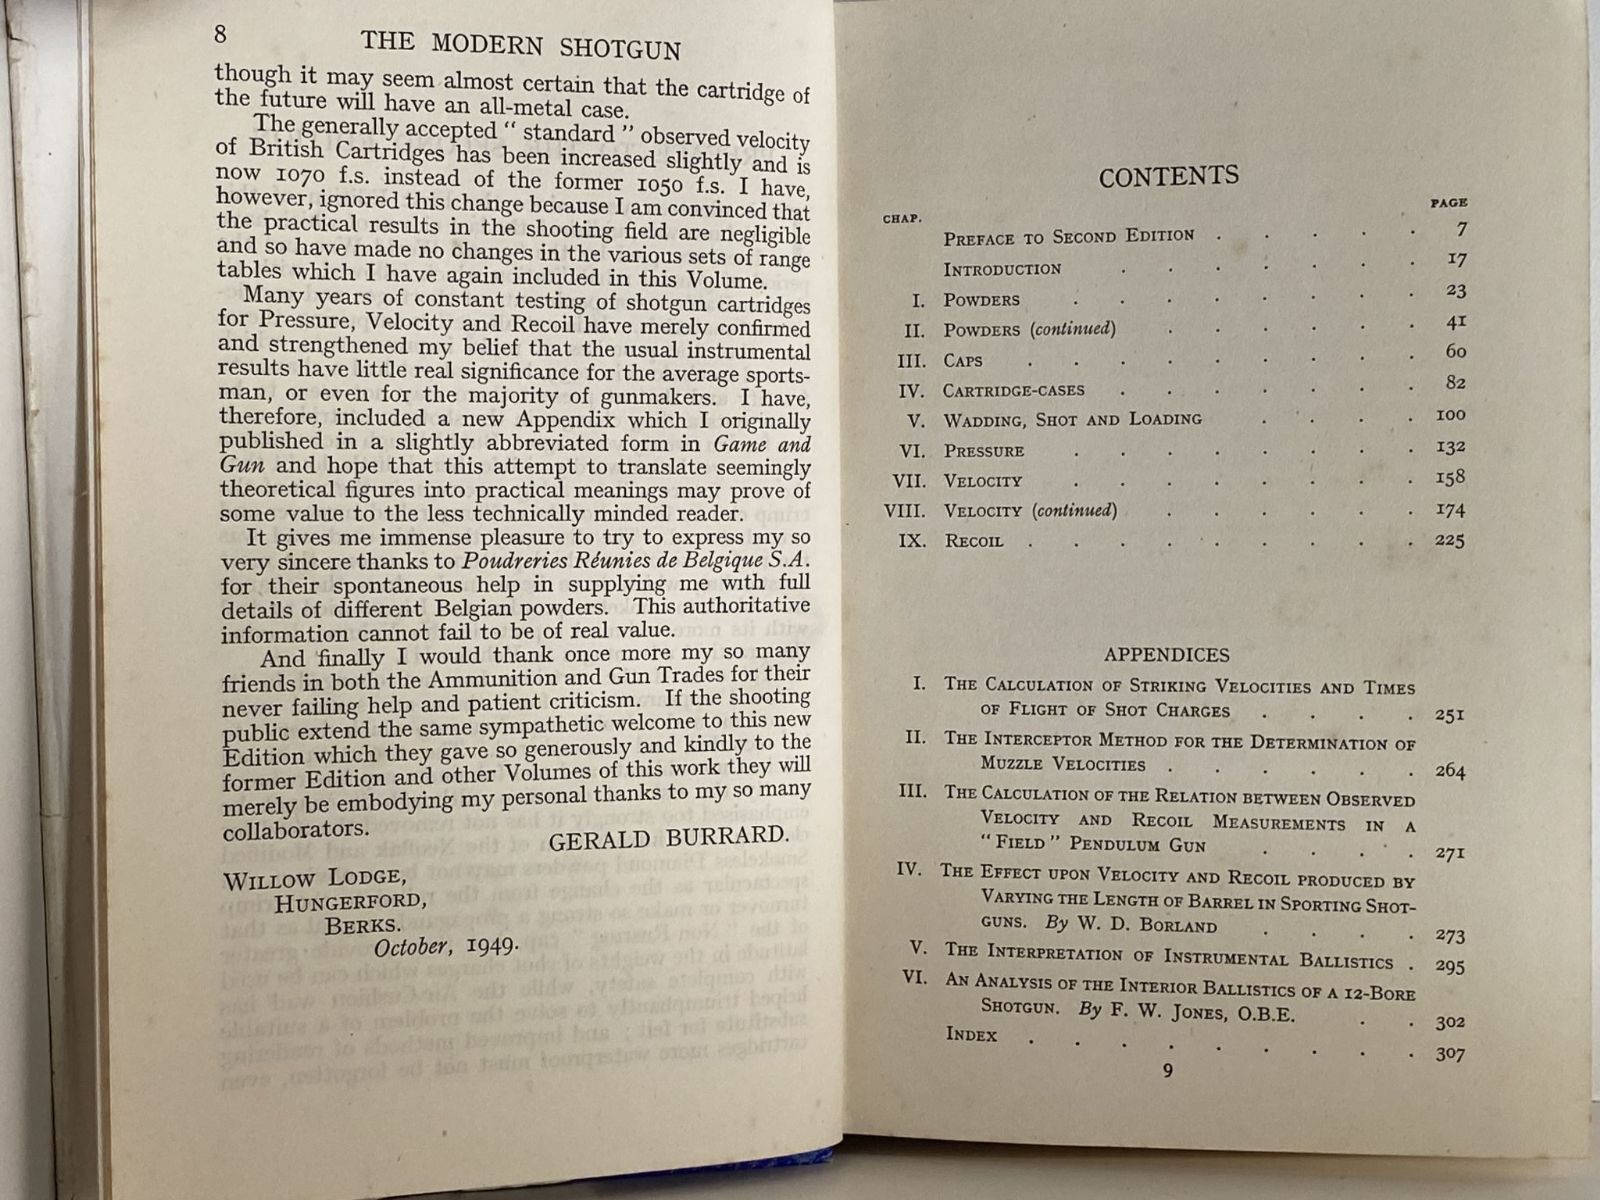 8
THE MODERN SHOTGUN
though it may seem almost certain that the cartridge of
the future will have an all-metal case.
The generally accepted “ standard ” observed velocity
of British Cartridges has been increased slightly and is
now 1070 f.s. instead of the former 1050 f.s. I have,
however, ignored this change because I am convinced that
the practical results in the shooting field are negligible
and so have made no changes in the various sets of range
tables which I have again included in this Volume.
Many years of constant testing of shotgun cartridges
for Pressure, Velocity and Recoil have merely confirmed
and strengthened my belief that the usual instrumental
results have little real significance for the average sports-
man, or even for the majority of gunmakers. I have,
therefore, included a new Appendix which I originally
published in a slightly abbreviated form in Game and
Gun and hope that this attempt to translate seemingly
theoretical figures into practical meanings may prove of
some value to the less technically minded reader.
It gives me immense pleasure to try to express my so
very sincere thanks to Poudreries Réunies de Belgique S.A.
for their spontaneous help in supplying me with full
details of different Belgian powders. This authoritative
information cannot fail to be of real value.
And finally I would thank once more my so many
friends in both the Ammunition and Gun Trades for their
never failing help and patient criticism. If the shooting
public extend the same sympathetic welcome to this new
Edition which they gave so generously and kindly to the
former Edition and other Volumes of this work they will
merely be embodying my personal thanks to my so many
collaborators.
GERALD BURRARD.
WILLOW LODGE,
HUNGERFORD,
BERKS.
October, 1949.
CONTENTS
CHAP. PAGE
PREFACE TO SECOND EDITION . . . . . 7
INTRODUCTION . . . . . . . 17
I. POWDERS . . . . . . . . 23
II. POWDERS (continued) . . . . . . 41
III. CAPS . . . . . . . . . 60
IV. CARTRIDGE-CASES . . . . . . . 82
V. WADDING, SHOT AND LOADING . . . . 100
VI. PRESSURE . . . . . . . . 132
VII. VELOCITY . . . . . . . . 158
VIII. VELOCITY (continued) . . . . . . 174
IX. RECOIL . . . . . . . . . 225
APPENDICES
I. THE CALCULATION OF STRIKING VELOCITIES AND TIMES
OF FLIGHT OF SHOT CHARGES . . . . 251
II. THE INTERCEPTOR METHOD FOR THE DETERMINATION OF
MUZZLE VELOCITIES . . . . . . 264
III. THE CALCULATION OF THE RELATION BETWEEN OBSERVED
VELOCITY AND RECOIL MEASUREMENTS IN A
“ FIELD ” PENDULUM GUN . . . . 271
IV. THE EFFECT UPON VELOCITY AND RECOIL PRODUCED BY
VARYING THE LENGTH OF BARREL IN SPORTING SHOT-
GUNS. By W. D. BORLAND . . . . 273
V. THE INTERPRETATION OF INSTRUMENTAL BALLISTICS . 295
VI. AN ANALYSIS OF THE INTERIOR BALLISTICS OF A 12-BORE
SHOTGUN. By F. W. JONES, O.B.E. . . 302
INDEX . . . . . . . . . 307
9